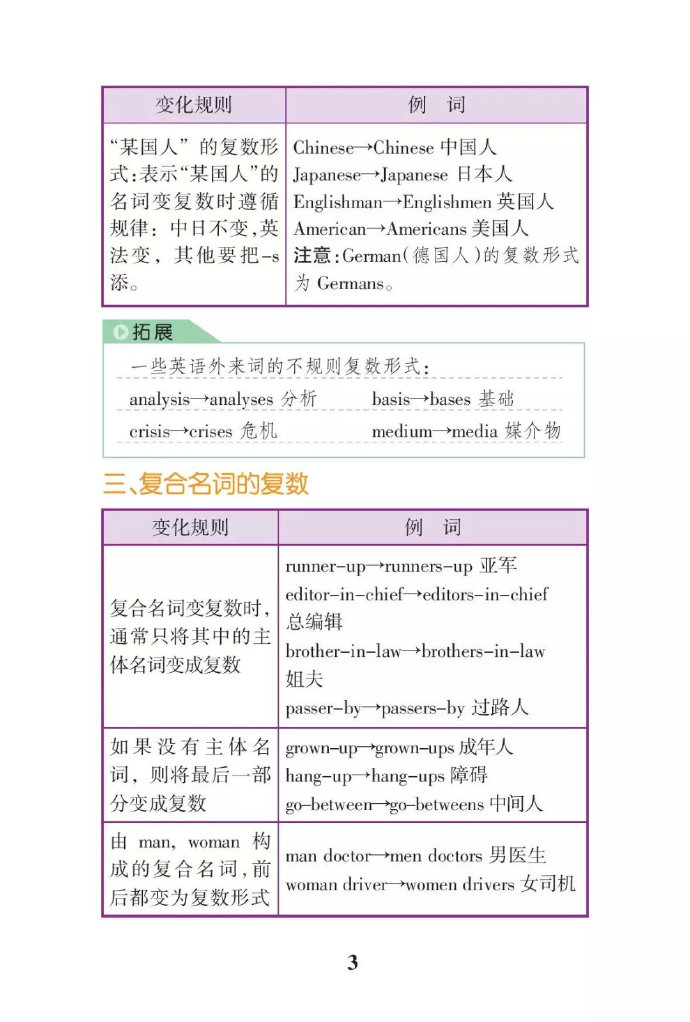 变化规则 例 词
“某国人” 的复数形
式:表示“某国人”的
名词变复数时遵循
规律: 中日不变,英
法变, 其他要把-s
添。
Chinese→Chinese 中国人
Japanese→Japanese 日本人
Englishman→Englishmen 英国人
American→Americans 美国人
注意:German(德国人)的复数形式
为 Germans。
拓展
一些英语外来词的不规则复数形式:
analysis→analyses 分析 basis→bases 基础
crisis→crises 危机 medium→media 媒介物
三、复合名词的复数
变化规则 例 词
复合名词变复数时,
通常只将其中的主
体名词变成复数
runner-up→runners-up 亚军
editor-in-chief→editors-in-chief
总编辑
brother-in-law→brothers-in-law
姐夫
passer-by→passers-by 过路人
如果没有主体名
词, 则将最后一部
分变成复数
grown-up→grown-ups 成年人
hang-up→hang-ups 障碍
go-between→go-betweens 中间人
由 man, woman 构
成的复合名词,前
后都变为复数形式
man doctor→men doctors 男医生
woman driver→women drivers 女司机
3